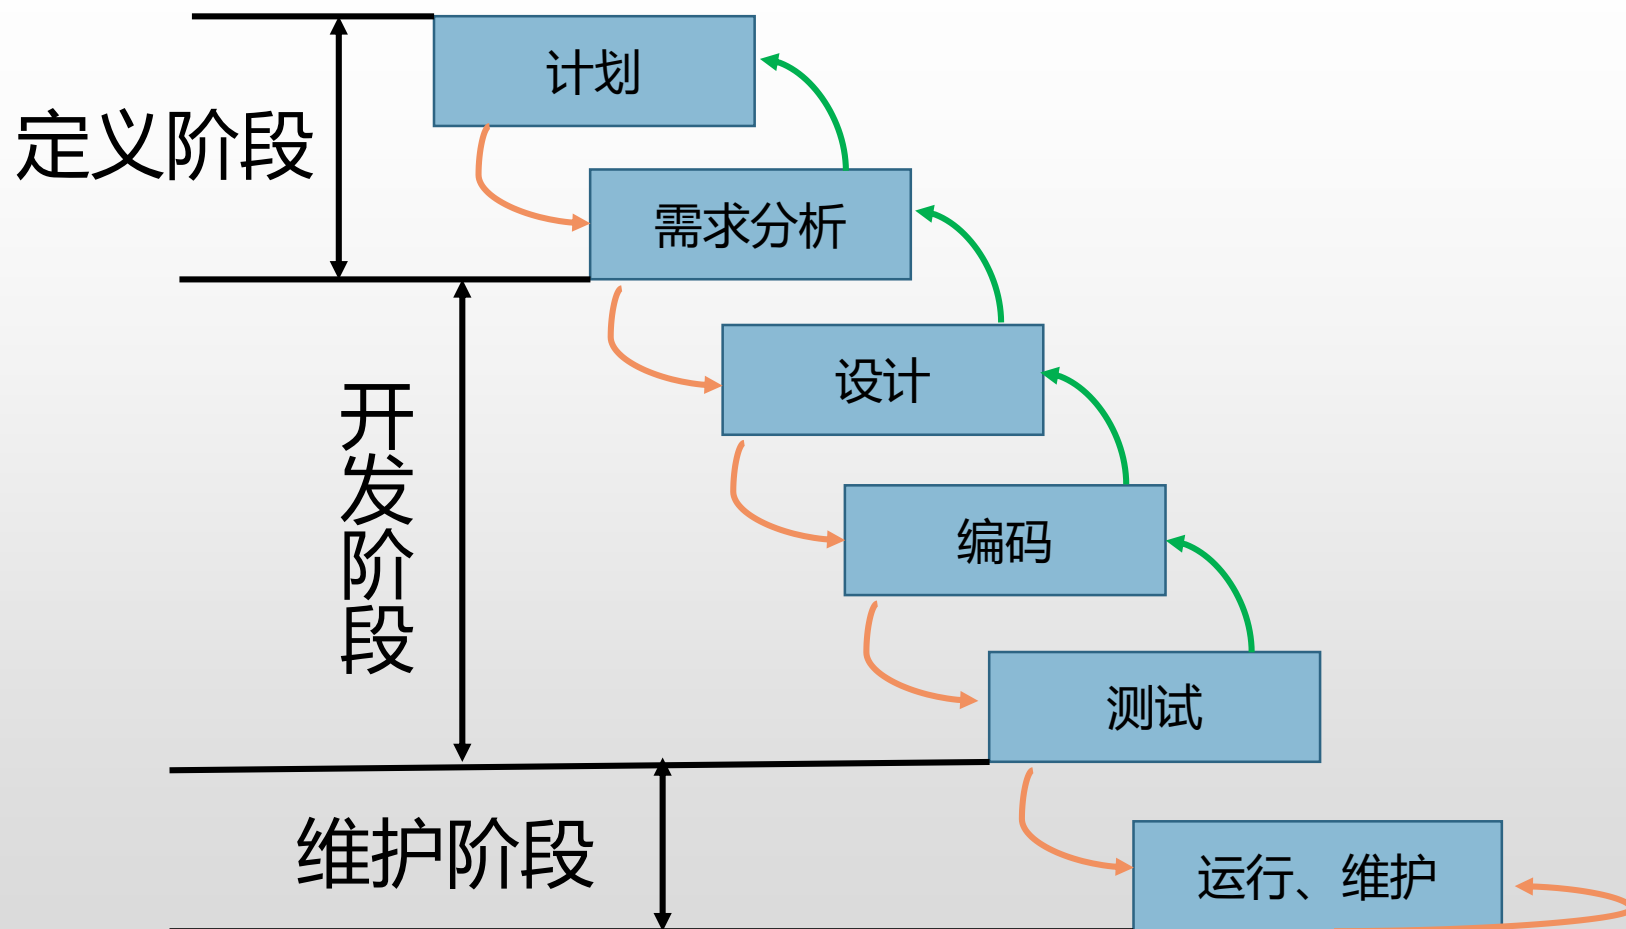 计划
定义阶段
需求分析
设计
开发阶段
编码
测试
维护阶段
运行、维护